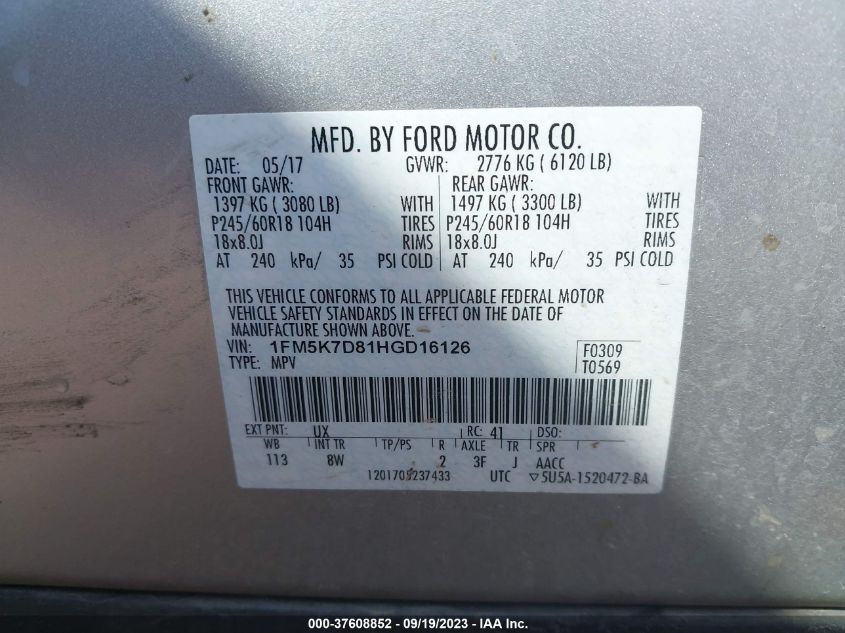 MFD. BY FORD MOTOR CO.
DATE: 05/17 GVWR: 2776 KG ( 6120 LB)
FRONT GAWR: REAR GAWR:
1397 KG ( 3080 LB) WITH 1497 KG ( 3300 LB) WITH
P245/60R18 104H TIRES P245/60R18 104H TIRES
18x8.0J RIMS 18x8.0J RIMS
AT 240 kPa/ 35 PSI COLD AT 240 kPa/ 35 PSI COLD
THIS VEHICLE CONFORMS TO ALL APPLICABLE FEDERAL MOTOR
VEHICLE SAFETY STANDARDS IN EFFECT ON THE DATE OF
MANUFACTURE SHOWN ABOVE.
VIN: 1FM5K7D81HGD16126 F0309
TYPE: MPV T0569
EXT PNT: UX RC: 41 DSO:
WB INT TR TP/PS R AXLE TR SPR
113 8W 2 3F J AACC
1201705237433 UTC ▽5U5A-1520472-BA
000-37608852 - 09/19/2023 - IAA Inc.